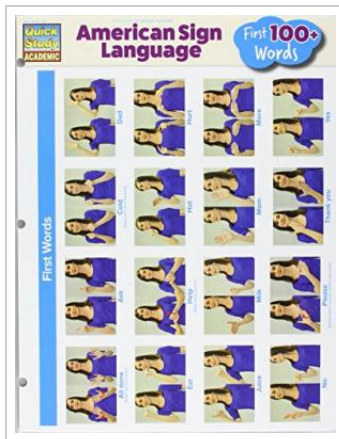 Quick
Study
ACADEMIC
American Sign
Language
First 100+
Words
First Words
All done
Ask
Cold
Dad
Eat
Help
Hot
Hurt
Juice
Milk
Mom
More
No
Please
Thank you
Yes